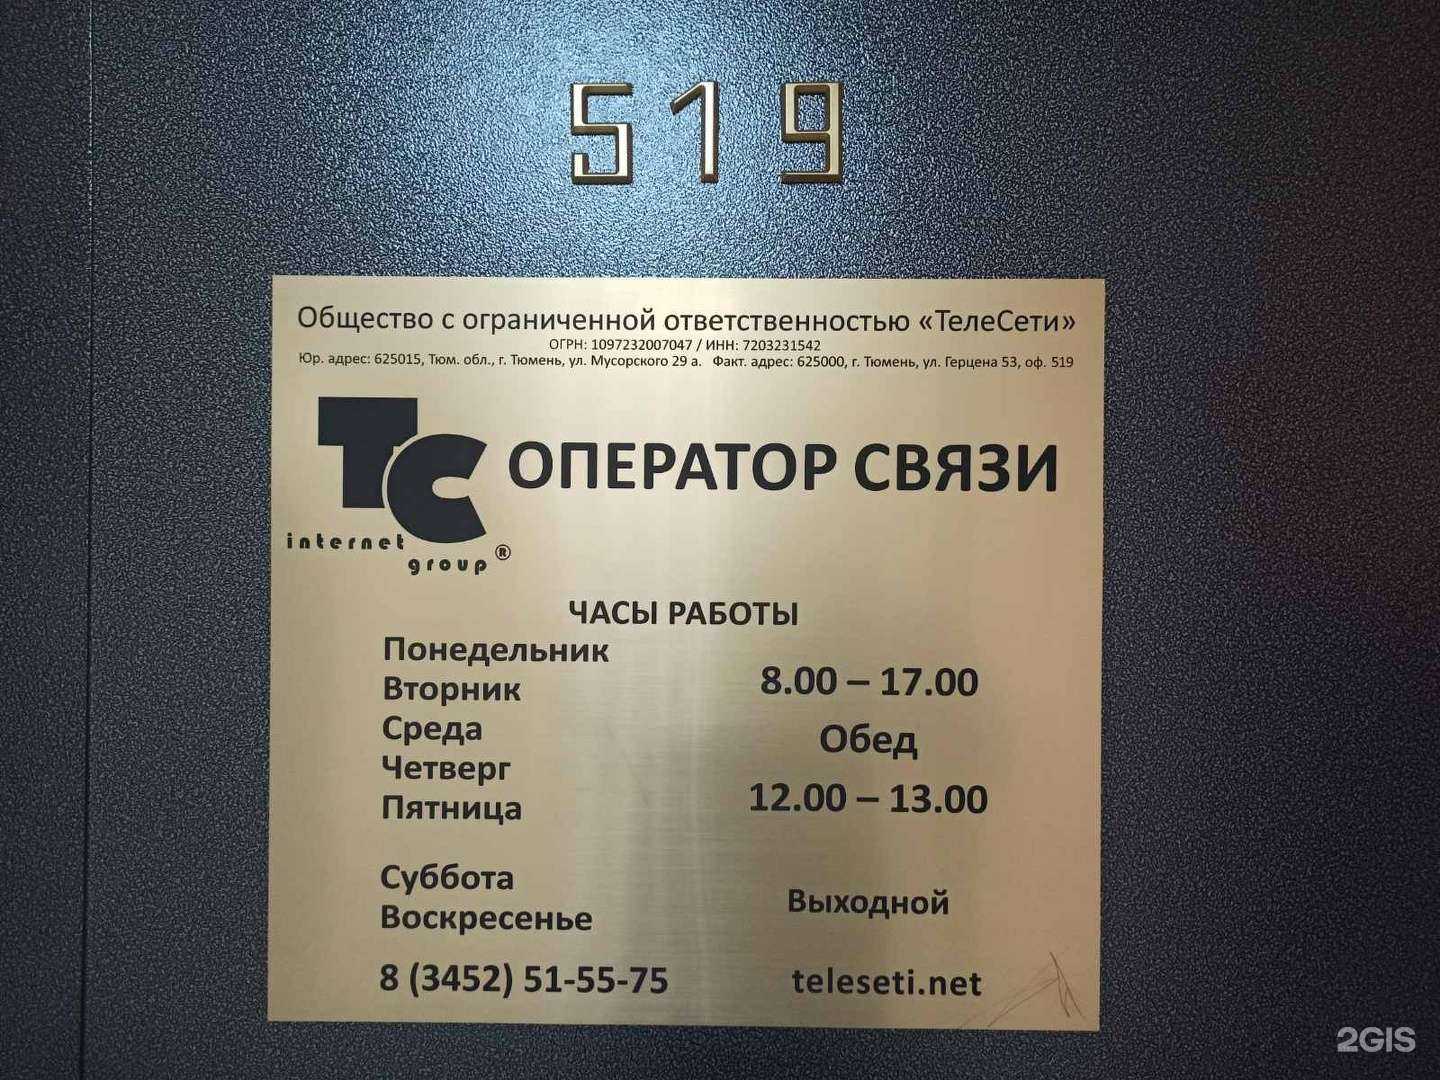 519
Общество с ограниченной ответственностью «ТелеСети»
ОГРН: 1097232007047 / ИНН: 7203231542
Юр. адрес: 625015, Тюм. обл., г. Тюмень, ул. Мусорского 29 а. Факт. адрес: 625000, г. Тюмень, ул. Герцена 53, оф. 519
ТС ОПЕРАТОР СВЯЗИ
internet
group ®
ЧАСЫ РАБОТЫ
Понедельник
Вторник 8.00 – 17.00
Среда Обед
Четверг
Пятница 12.00 – 13.00
Суббота
Воскресенье Выходной
8 (3452) 51-55-75 teleseti.net
2GIS